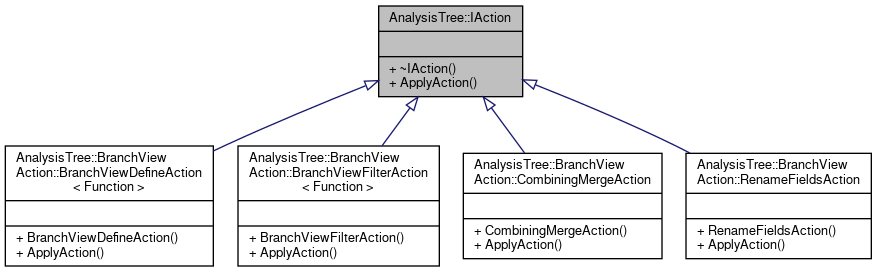 AnalysisTree::IAction
+ ~IAction()
+ ApplyAction()
AnalysisTree::BranchView
Action::BranchViewDefineAction
< Function >
+ BranchViewDefineAction()
+ ApplyAction()
AnalysisTree::BranchView
Action::BranchViewFilterAction
< Function >
+ BranchViewFilterAction()
+ ApplyAction()
AnalysisTree::BranchView
Action::CombiningMergeAction
+ CombiningMergeAction()
+ ApplyAction()
AnalysisTree::BranchView
Action::RenameFieldsAction
+ RenameFieldsAction()
+ ApplyAction()